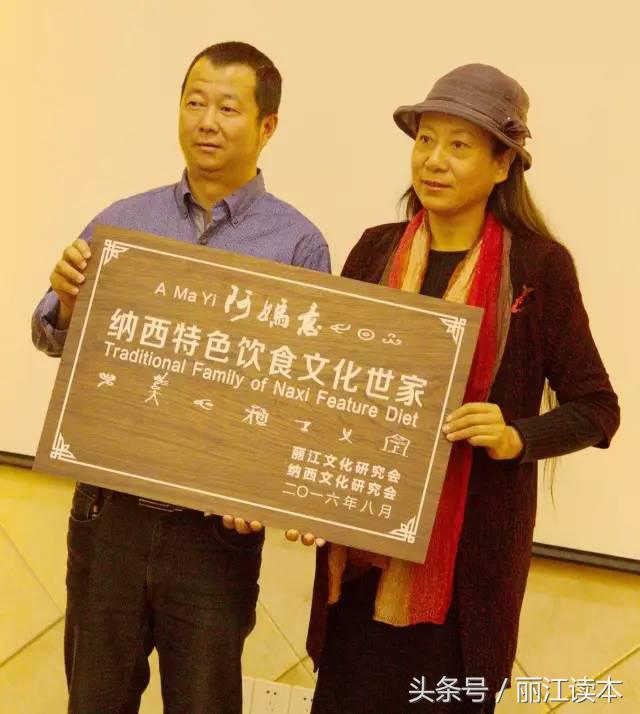 A Ma Yi 阿妈意
纳西特色饮食文化世家
Traditional Family of Naxi Feature Diet
丽江文化研究会
纳西文化研究会
二〇一六年八月
头条号 / 丽江读本